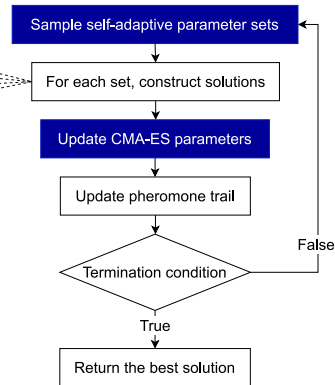 Sample self-adaptive parameter sets
For each set, construct solutions
Update CMA-ES parameters
Update pheromone trail
Termination condition
False
True
Return the best solution